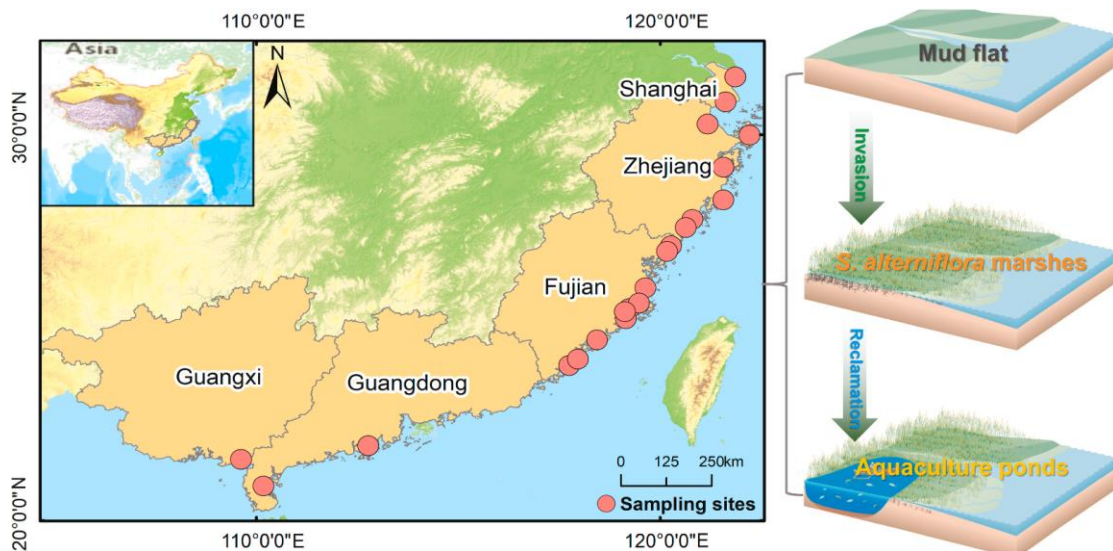 110°0'0"E
120°0'0"E
Asia
N
30°0'0"N
20°0'0"N
Shanghai
Zhejiang
Fujian
Guangxi
Guangdong
0 125 250km
Sampling sites
110°0'0"E
120°0'0"E
Mud flat
Invasion
S. alterniflora marshes
Reclamation
Aquaculture ponds